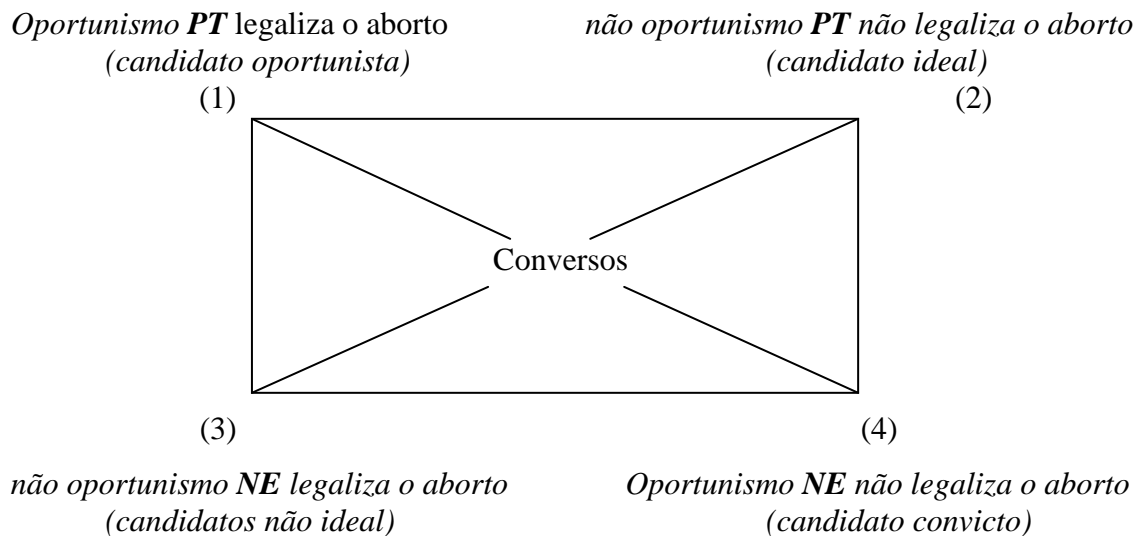 Oportunismo PT legaliza o aborto
não oportunismo PT não legaliza o aborto
(candidato oportunista)
(candidato ideal)
(1)
(2)
Conversos
(3)
(4)
não oportunismo NE legaliza o aborto
Oportunismo NE não legaliza o aborto
(candidatos não ideal)
(candidato convicto)